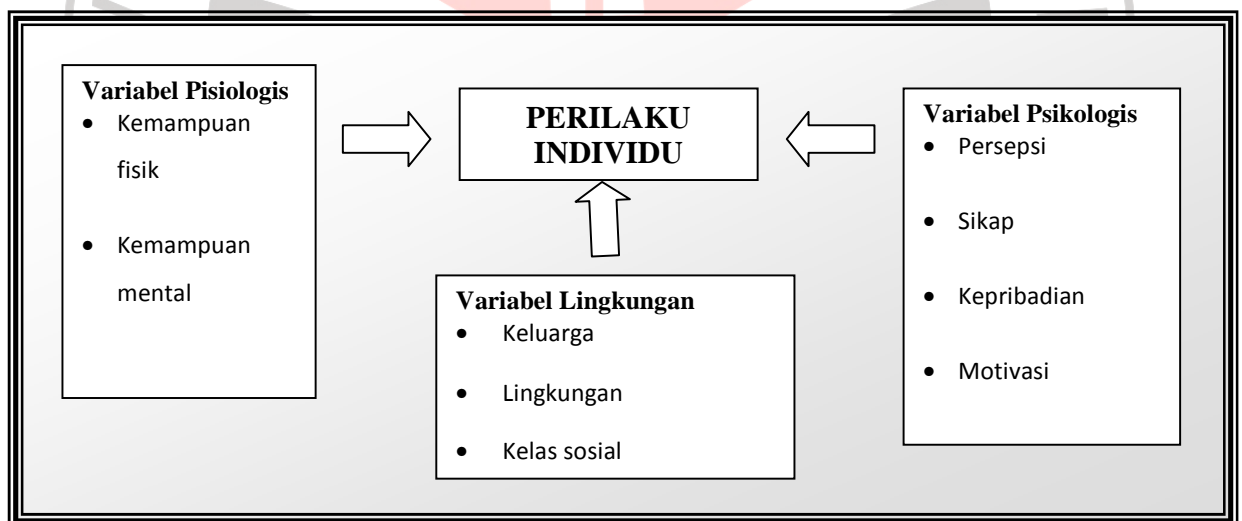 Variabel Pisiologis
• Kemampuan
fisik
• Kemampuan
mental
PERILAKU
INDIVIDU
Variabel Lingkungan
• Keluarga
• Lingkungan
• Kelas sosial
Variabel Psikologis
• Persepsi
• Sikap
• Kepribadian
• Motivasi